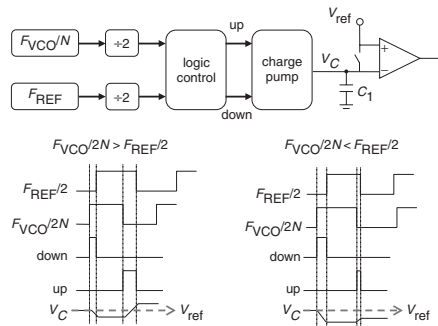 F_VCO/N
÷2
logic control
up
charge pump
V_ref
+
−
V_C
C_1
F_REF
÷2
down
F_VCO/2N > F_REF/2
F_REF/2
F_VCO/2N
down
up
V_C
V_ref
F_VCO/2N < F_REF/2
F_REF/2
F_VCO/2N
down
up
V_C
V_ref